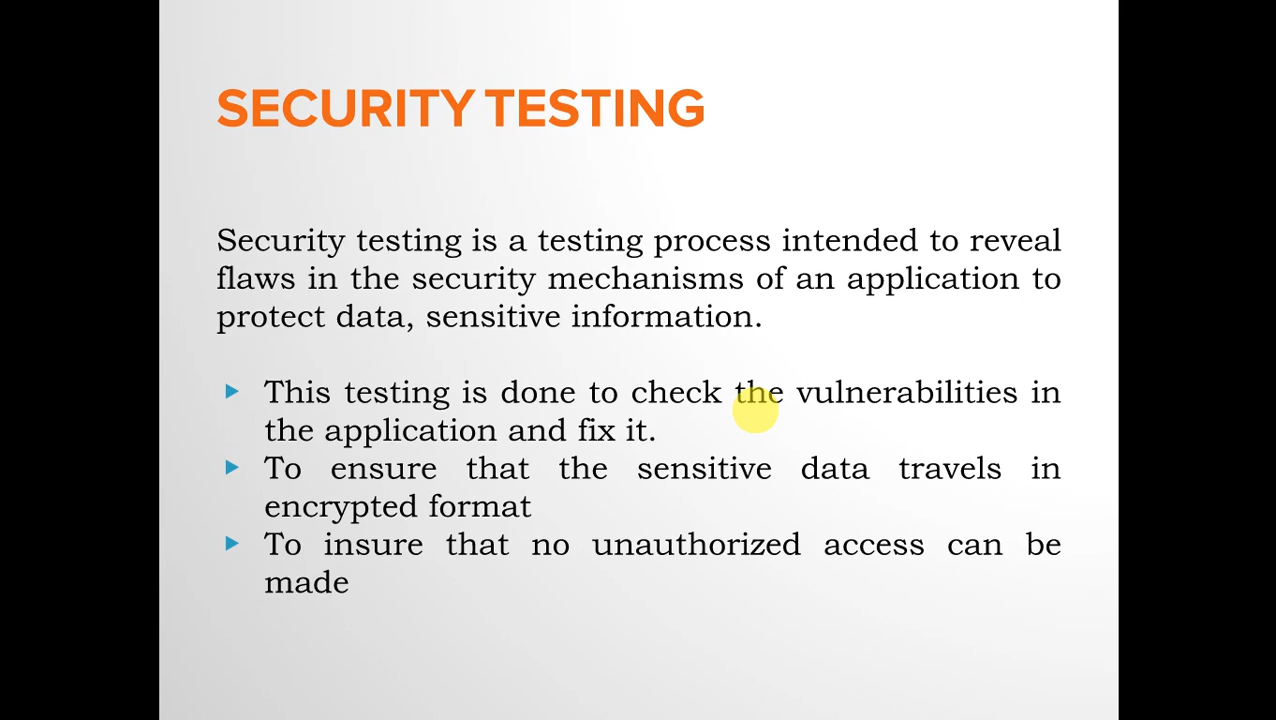 SECURITY TESTING
Security testing is a testing process intended to reveal
flaws in the security mechanisms of an application to
protect data, sensitive information.
This testing is done to check the vulnerabilities in
the application and fix it.
To ensure that the sensitive data travels in
encrypted format
To insure that no unauthorized access can be
made